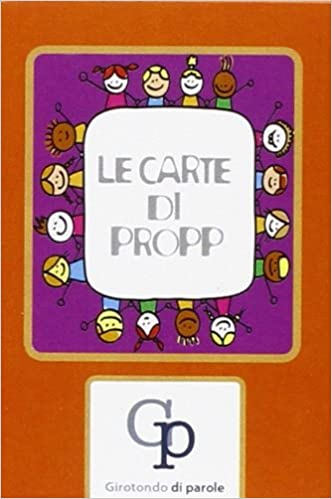 LE CARTE
DI
PROPP
Gp
Girotondo di parole